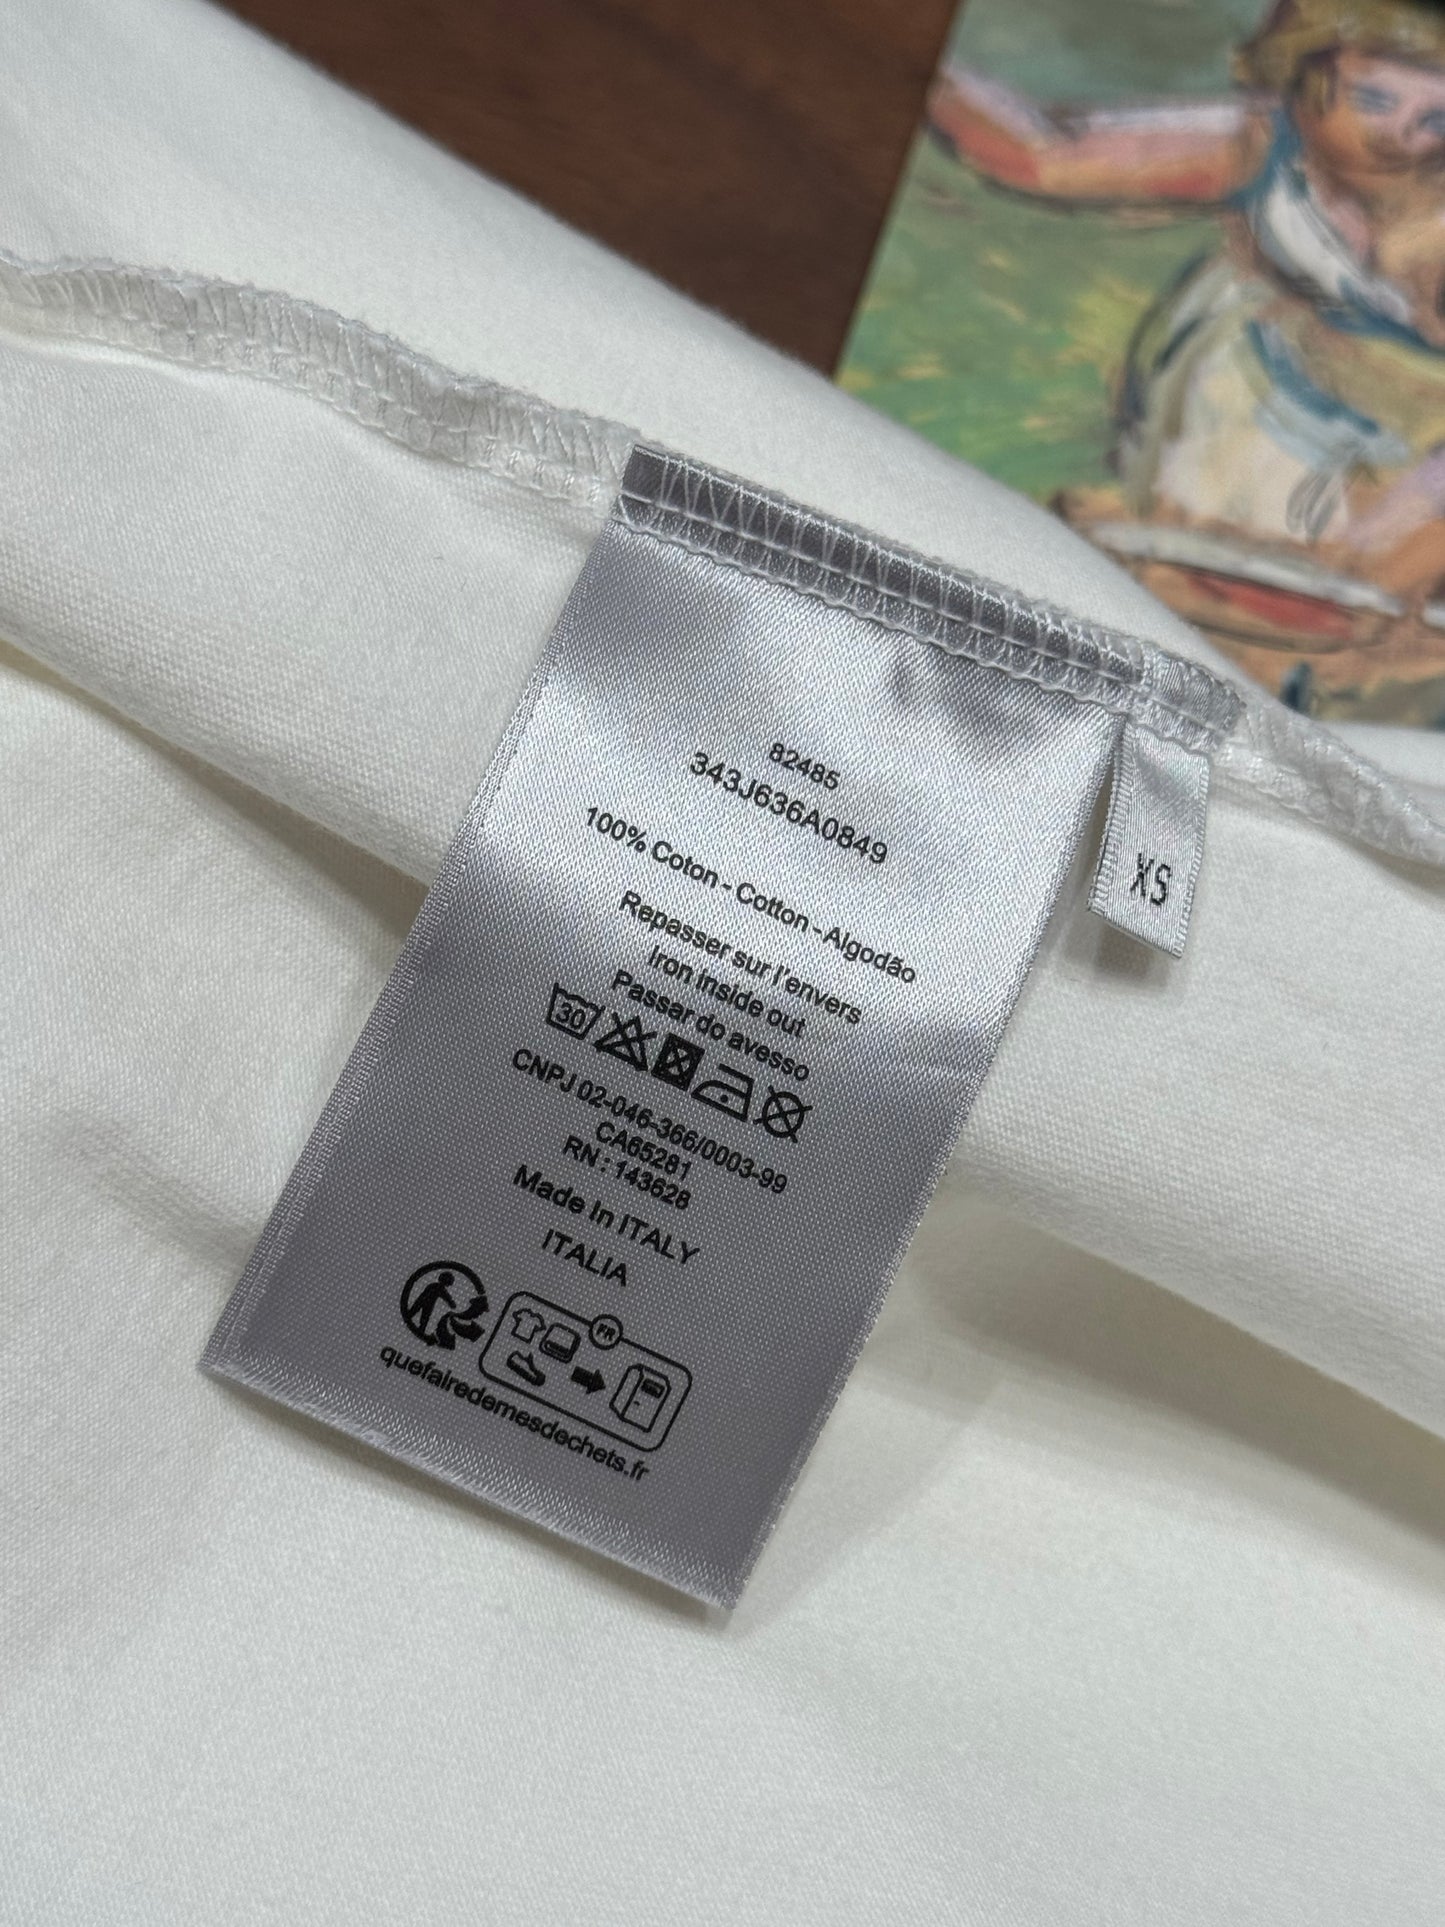 82485
343J636A0849
100% Coton - Cotton - Algodão
Repasser sur l'envers
Iron inside out
Passar do avesso
30
CNPJ 02-046-366/0003-99
CA65281
RN : 143628
Made In ITALY
ITALIA
FR
quefairedemesdechets.fr
XS